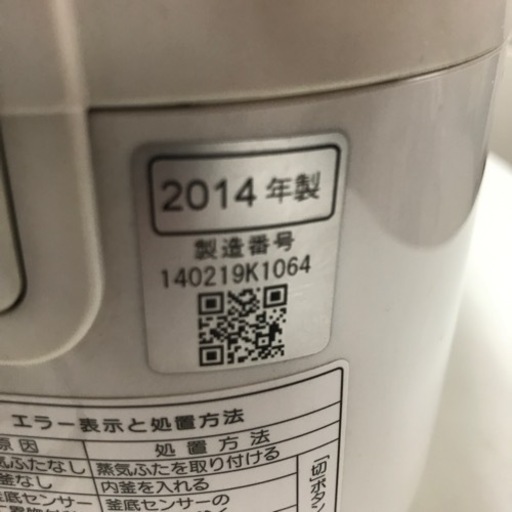 2014年製
製造番号
140219K1064
エラー表示と処置方法
原因 処置方法
気ふたなし 蒸気ふたを取り付ける
釜なし 内釜を入れる
釜底センサー 釜底センサーの
「切」ボタン